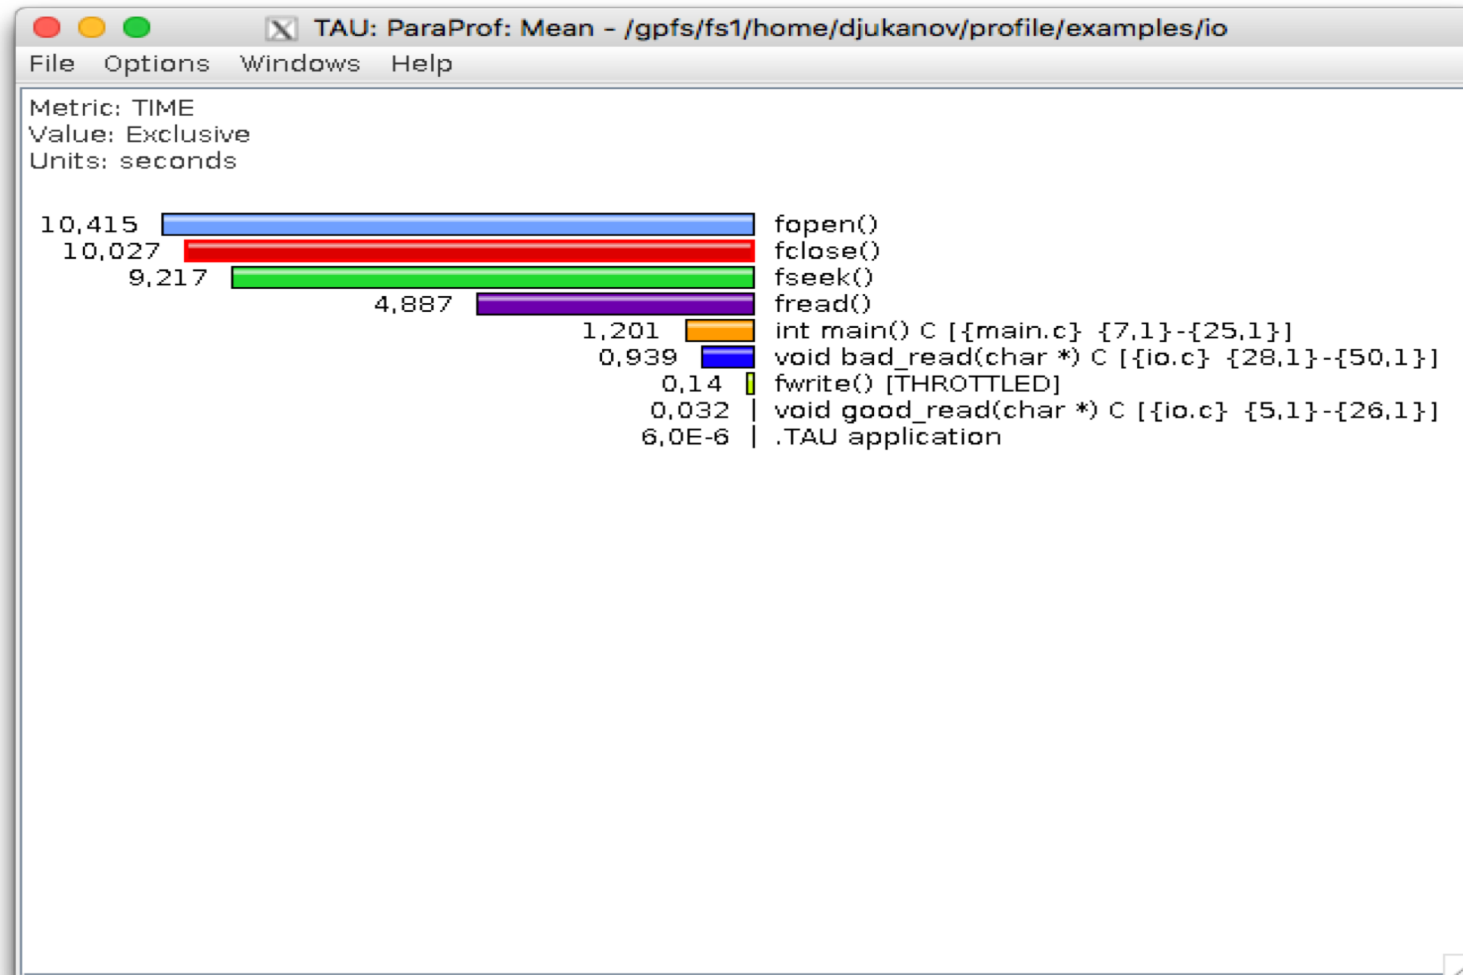 TAU: ParaProf: Mean - /gpfs/fs1/home/djukanov/profile/examples/io
File Options Windows Help
Metric: TIME
Value: Exclusive
Units: seconds
10,415 fopen()
10,027 fclose()
9,217 fseek()
4,887 fread()
1,201 int main() C [{main.c} {7,1}-{25,1}]
0,939 void bad_read(char *) C [{io.c} {28,1}-{50,1}]
0,14 fwrite() [THROTTLED]
0,032 void good_read(char *) C [{io.c} {5,1}-{26,1}]
6,0E-6 .TAU application